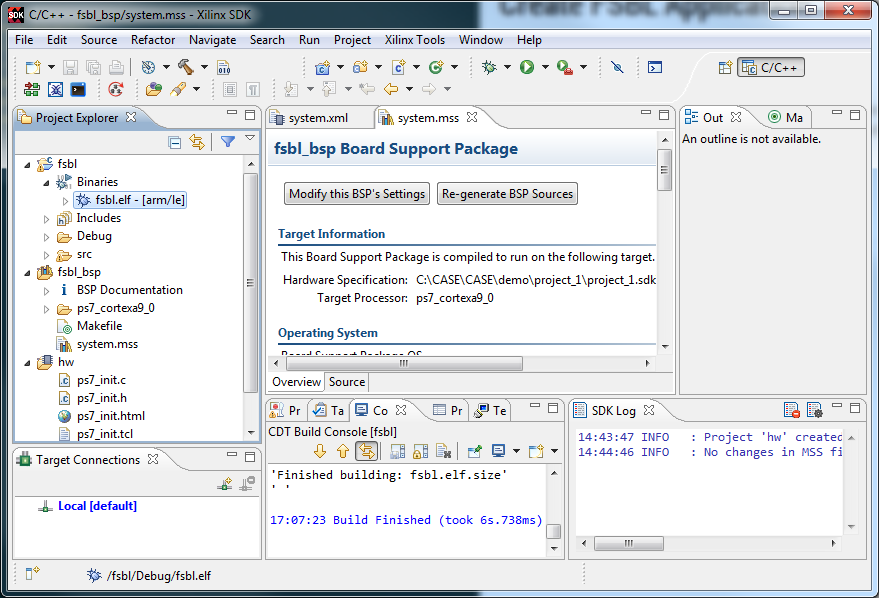 Create FSBL Applica
C/C++ - fsbl_bsp/system.mss - Xilinx SDK
File Edit Source Refactor Navigate Search Run Project Xilinx Tools Window Help
C/C++
Project Explorer
fsbl
Binaries
fsbl.elf - [arm/le]
Includes
Debug
src
fsbl_bsp
BSP Documentation
ps7_cortexa9_0
Makefile
system.mss
hw
ps7_init.c
ps7_init.h
ps7_init.html
ps7_init.tcl
Target Connections
Local [default]
system.xml system.mss
fsbl_bsp Board Support Package
Modify this BSP's Settings Re-generate BSP Sources
Target Information
This Board Support Package is compiled to run on the following target.
Hardware Specification: C:\CASE\CASE\demo\project_1\project_1.sdk
Target Processor: ps7_cortexa9_0
Operating System
Board Support Package OS
Overview Source
Out Ma
An outline is not available.
Pr Ta Co Pr Te
CDT Build Console [fsbl]
'Finished building: fsbl.elf.size'
' '
17:07:23 Build Finished (took 6s.738ms)
SDK Log
14:43:47 INFO : Project 'hw' created
14:44:46 INFO : No changes in MSS fi
/fsbl/Debug/fsbl.elf